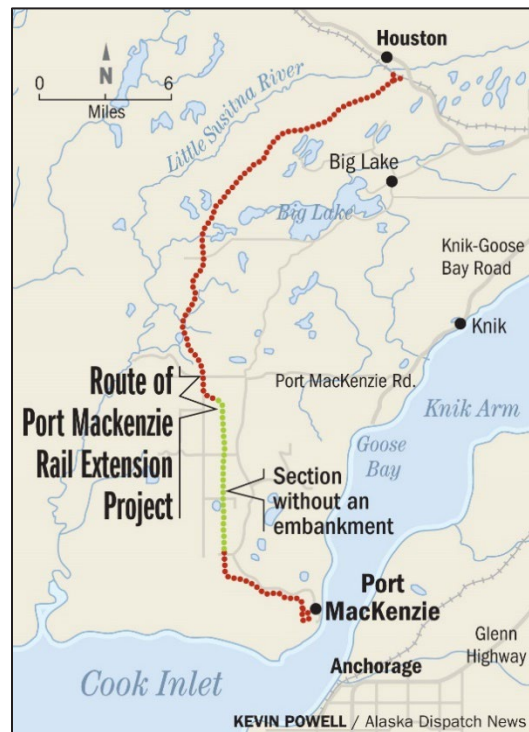 Houston
N
0
6
Miles
Little Susitna River
Big Lake
Big Lake
Knik-Goose
Bay Road
Knik
Route of
Port Mackenzie
Rail Extension
Project
Port MacKenzie Rd.
Knik Arm
Goose
Bay
Section
without an
embankment
Port
MacKenzie
Glenn
Highway
Anchorage
Cook Inlet
KEVIN POWELL / Alaska Dispatch News